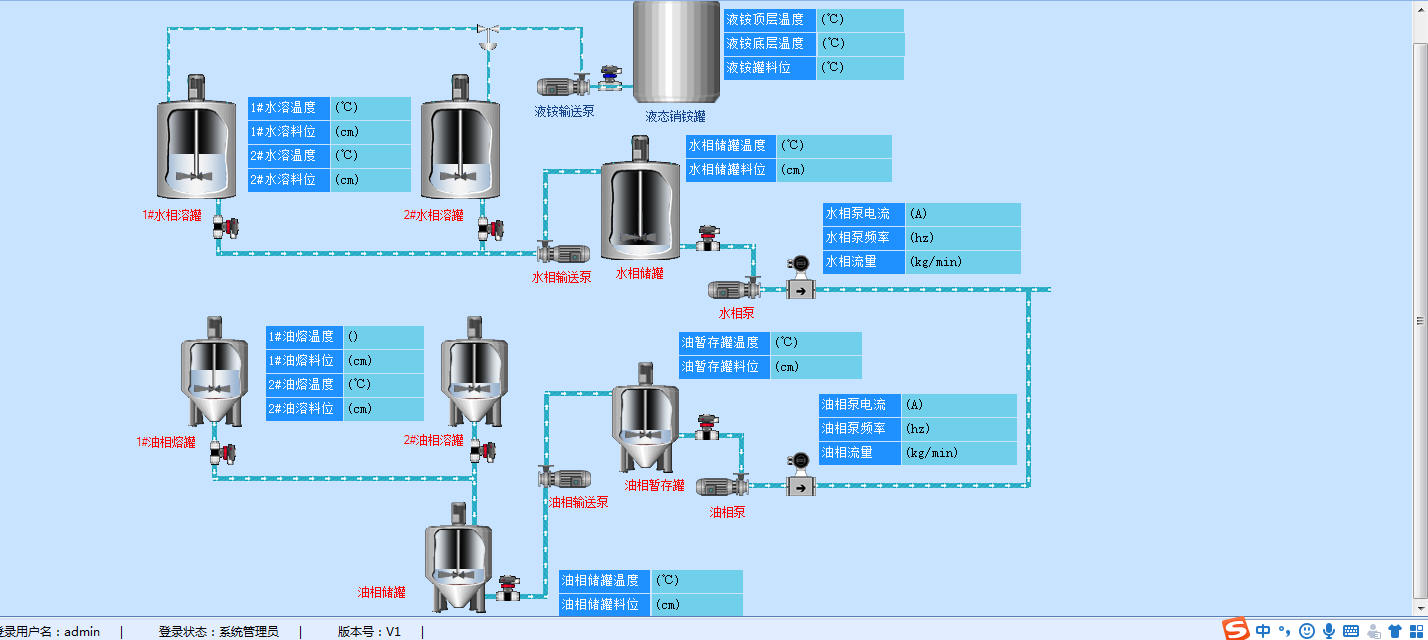 液铵顶层温度 (℃)
液铵底层温度 (℃)
液铵罐料位 (℃)
液铵输送泵
液态销铵罐
1#水溶温度 (℃)
1#水溶料位 (cm)
2#水溶温度 (℃)
2#水溶料位 (cm)
水相储罐温度 (℃)
水相储罐料位 (cm)
1#水相溶罐
2#水相溶罐
水相泵电流 (A)
水相泵频率 (hz)
水相流量 (kg/min)
水相输送泵
水相储罐
水相泵
1#油熔温度 ()
1#油熔料位 (cm)
2#油熔温度 (℃)
2#油溶料位 (cm)
油暂存罐温度 (℃)
油暂存罐料位 (cm)
油相泵电流 (A)
油相泵频率 (hz)
油相流量 (kg/min)
1#油相熔罐
2#油相溶罐
油相暂存罐
油相输送泵
油相泵
油相储罐
油相储罐温度 (℃)
油相储罐料位 (cm)
登录用户名：admin | 登录状态：系统管理员 | 版本号：V1 |
S 中